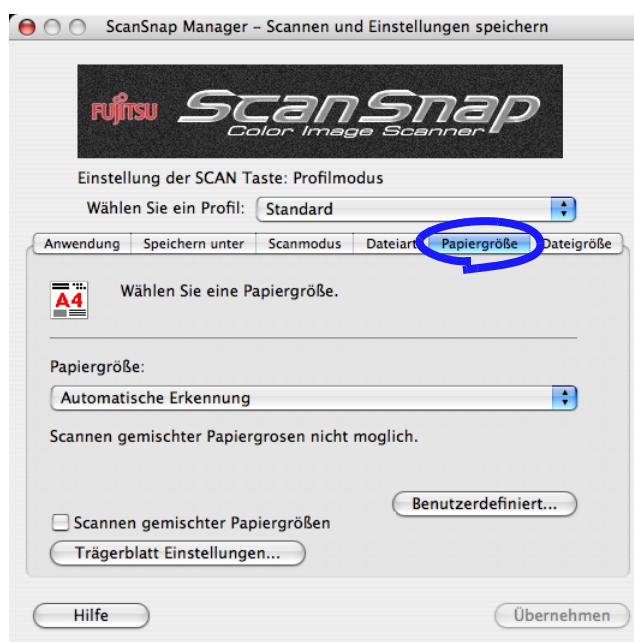 ScanSnap Manager – Scannen und Einstellungen speichern
FUJITSU ScanSnap
Color Image Scanner
Einstellung der SCAN Taste: Profilmodus
Wählen Sie ein Profil: Standard
Anwendung Speichern unter Scanmodus Dateiart Papiergröße Dateigröße
A4 Wählen Sie eine Papiergröße.
Papiergröße:
Automatische Erkennung
Scannen gemischter Papiergrosen nicht moglich.
Benutzerdefiniert...
Scannen gemischter Papiergrößen
Trägerblatt Einstellungen...
Hilfe Übernehmen